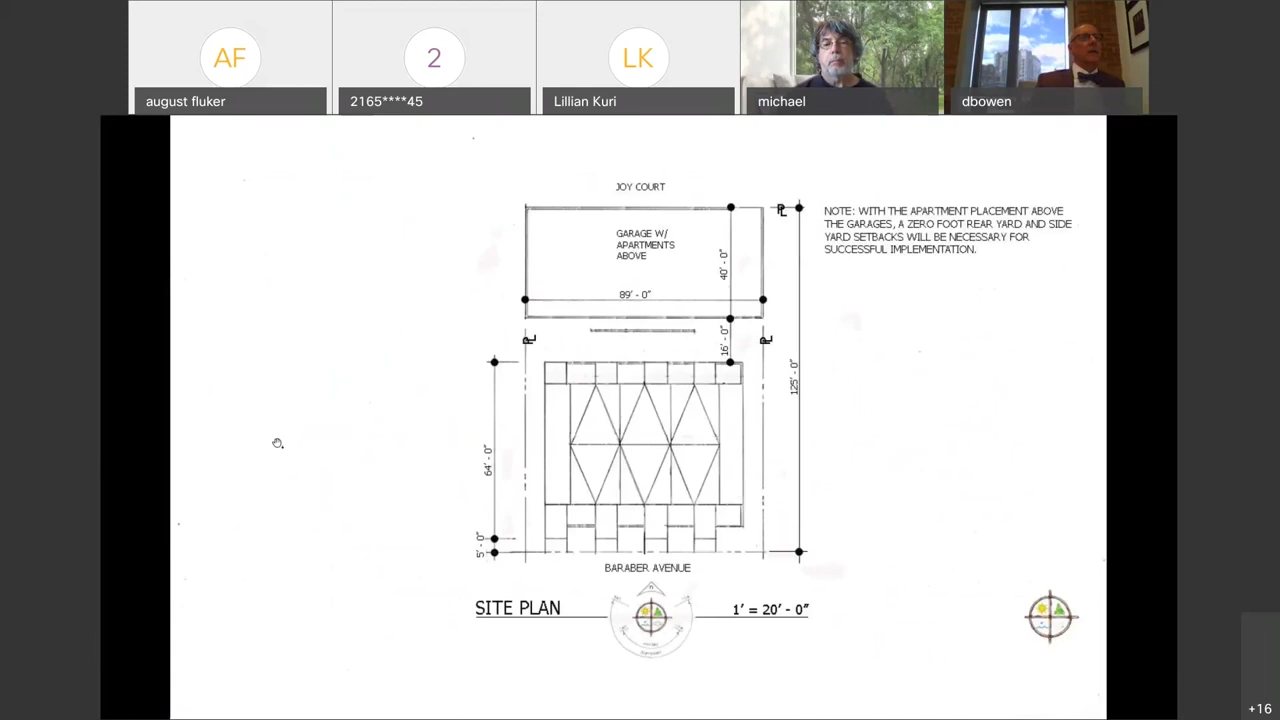 AF
2
LK
august fluker
2165****45
Lillian Kuri
michael
dbowen
JOY COURT
GARAGE W/
APARTMENTS
ABOVE
40' - 0"
89' - 0"
16' - 0"
PL
PL
PL
125' - 0"
64' - 0"
5' - 0"
NOTE: WITH THE APARTMENT PLACEMENT ABOVE
THE GARAGES, A ZERO FOOT REAR YARD AND SIDE
YARD SETBACKS WILL BE NECESSARY FOR
SUCCESSFUL IMPLEMENTATION.
BARABER AVENUE
SITE PLAN
1' = 20' - 0"
+16